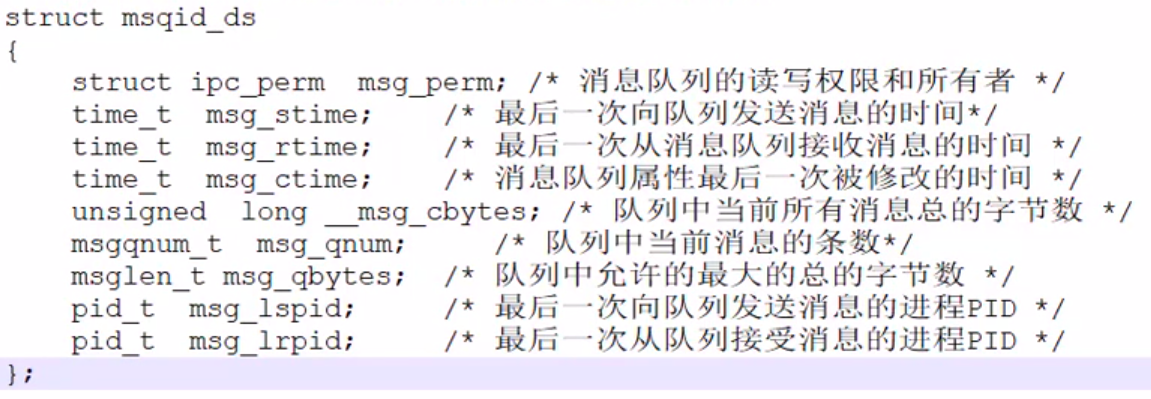 struct msqid_ds
{
    struct ipc_perm  msg_perm; /* 消息队列的读写权限和所有者 */
    time_t  msg_stime;    /* 最后一次向队列发送消息的时间*/
    time_t  msg_rtime;    /* 最后一次从消息队列接收消息的时间 */
    time_t  msg_ctime;    /* 消息队列属性最后一次被修改的时间 */
    unsigned  long __msg_cbytes; /* 队列中当前所有消息总的字节数 */
    msgqnum_t  msg_qnum;     /* 队列中当前消息的条数*/
    msglen_t msg_qbytes;  /* 队列中允许的最大的总的字节数 */
    pid_t  msg_lspid;     /* 最后一次向队列发送消息的进程PID */
    pid_t  msg_lrpid;     /* 最后一次从队列接受消息的进程PID */
};